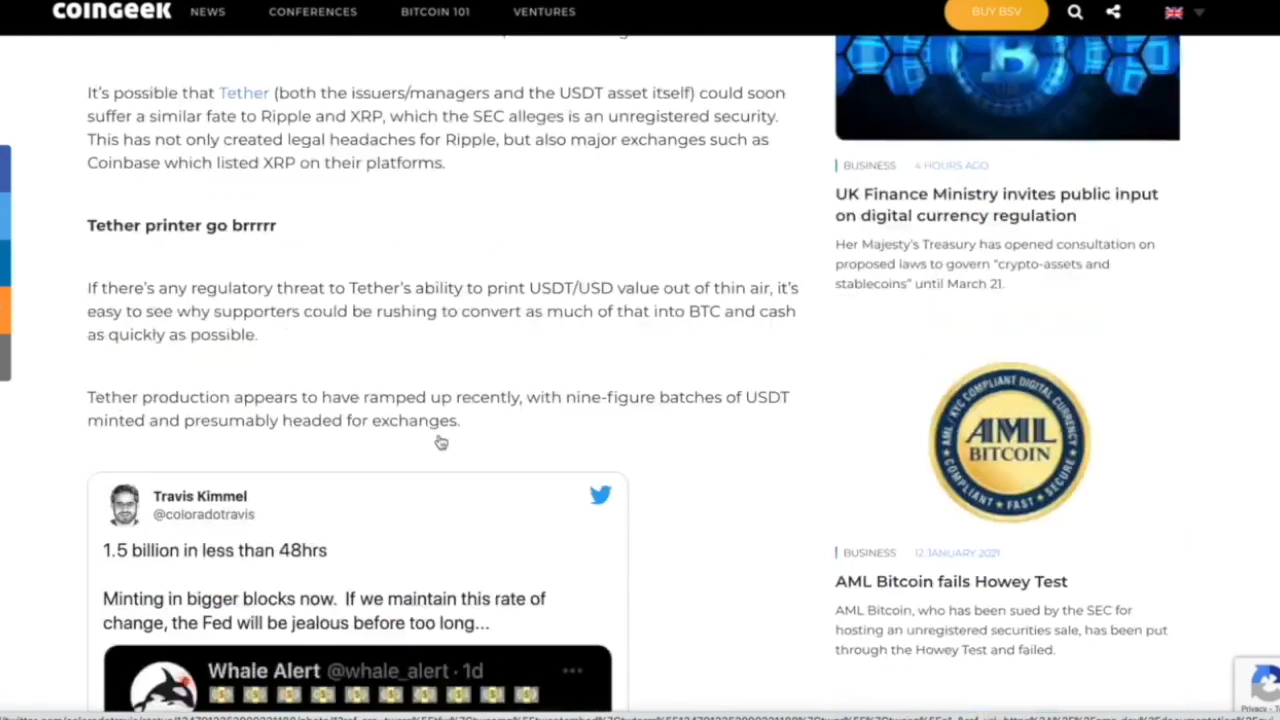 COINGEEK
NEWS
CONFERENCES
BITCOIN 101
VENTURES
BUY BSV
It's possible that Tether (both the issuers/managers and the USDT asset itself) could soon
suffer a similar fate to Ripple and XRP, which the SEC alleges is an unregistered security.
This has not only created legal headaches for Ripple, but also major exchanges such as
Coinbase which listed XRP on their platforms.
Tether printer go brrrrr
If there's any regulatory threat to Tether's ability to print USDT/USD value out of thin air, it's
easy to see why supporters could be rushing to convert as much of that into BTC and cash
as quickly as possible.
Tether production appears to have ramped up recently, with nine-figure batches of USDT
minted and presumably headed for exchanges.
Travis Kimmel
@coloradotravis
1.5 billion in less than 48hrs
Minting in bigger blocks now. If we maintain this rate of
change, the Fed will be jealous before too long...
Whale Alert @whale_alert · 1d
BUSINESS 4 HOURS AGO
UK Finance Ministry invites public input
on digital currency regulation
Her Majesty's Treasury has opened consultation on
proposed laws to govern “crypto-assets and
stablecoins” until March 21.
AML / KYC COMPLIANT DIGITAL CURRENCY
AML
BITCOIN
COMPLIANT • FAST • SECURE
BUSINESS 12 JANUARY 2021
AML Bitcoin fails Howey Test
AML Bitcoin, who has been sued by the SEC for
hosting an unregistered securities sale, has been put
through the Howey Test and failed.